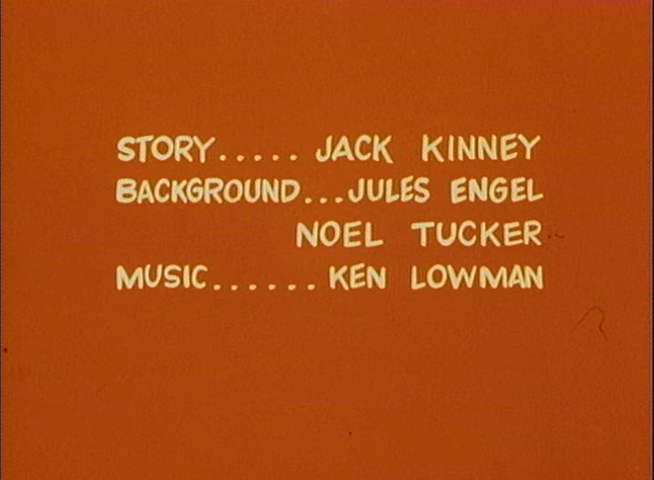 STORY..... JACK KINNEY
BACKGROUND...JULES ENGEL
NOEL TUCKER
MUSIC...... KEN LOWMAN